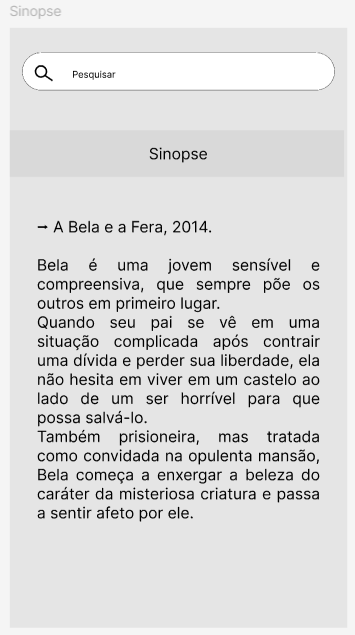 Sinopse
Pesquisar
Sinopse
→ A Bela e a Fera, 2014.
Bela é uma jovem sensível e
compreensiva, que sempre põe os
outros em primeiro lugar.
Quando seu pai se vê em uma
situação complicada após contrair
uma dívida e perder sua liberdade, ela
não hesita em viver em um castelo ao
lado de um ser horrível para que
possa salvá-lo.
Também prisioneira, mas tratada
como convidada na opulenta mansão,
Bela começa a enxergar a beleza do
caráter da misteriosa criatura e passa
a sentir afeto por ele.